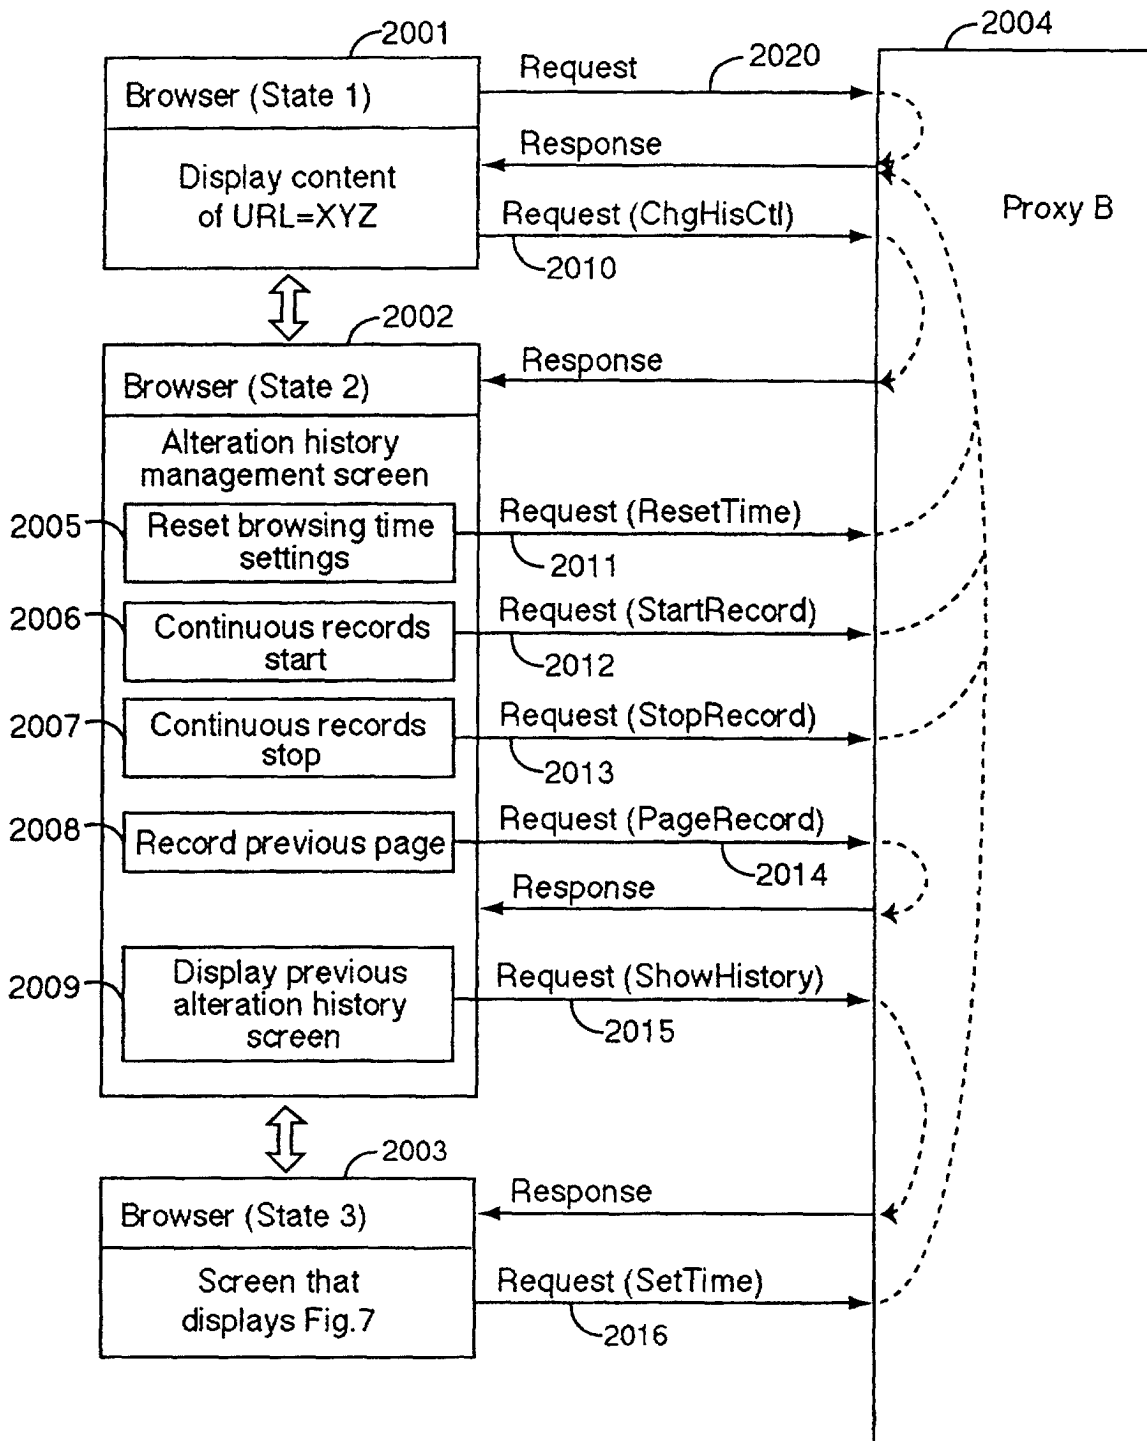 2001
2004
Browser (State 1)
Request
2020
Display content
of URL=XYZ
Response
Request (ChgHisCtl)
2010
Proxy B
2002
Browser (State 2)
Response
Alteration history
management screen
2005
Reset browsing time
settings
Request (ResetTime)
2011
2006
Continuous records
start
Request (StartRecord)
2012
2007
Continuous records
stop
Request (StopRecord)
2013
2008
Record previous page
Request (PageRecord)
2014
Response
2009
Display previous
alteration history
screen
Request (ShowHistory)
2015
2003
Browser (State 3)
Response
Screen that
displays Fig.7
Request (SetTime)
2016